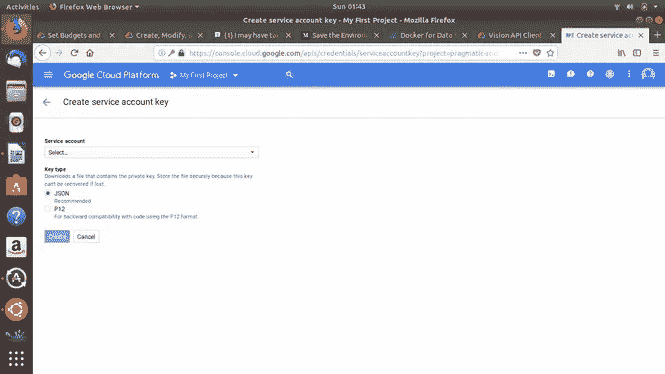 Activities Firefox Web Browser Sun 01:43
Create service account key - My First Project - Mozilla Firefox
Set Budgets and Create, Modify, [1] I may have Lo Save the Environ Docker for Data Vision API Client Create service acc
https://console.cloud.google.com/apis/credentials/serviceaccountkey?project=pragmatic-
Google Cloud Platform My First Project
Create service account key
Service account
Select...
Key type
Downloads a file that contains the private key. Store the file securely because this key
can't be recovered if lost.
JSON
Recommended
P12
For backward compatibility with code using the P12 format
Cancel